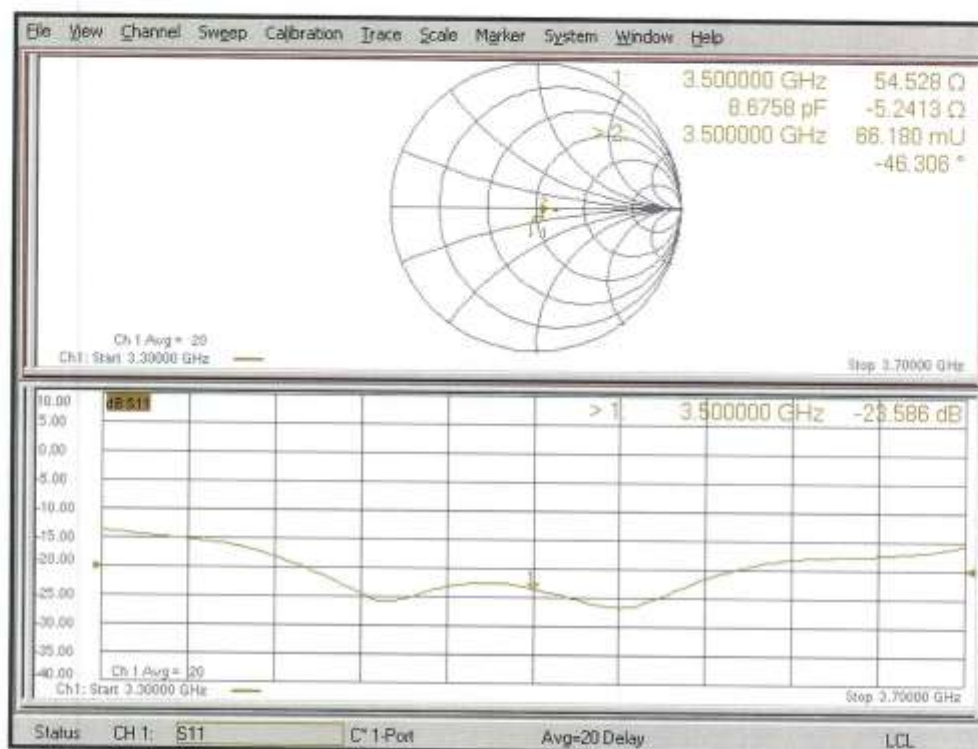 File View Channel Sweep Calibration Trace Scale Marker System Window Help
1: 3.500000 GHz 54.528 Ω
8.6758 pF -5.2413 Ω
> 2: 3.500000 GHz 66.180 mU
-46.306 °
Ch 1 Avg = 20
Ch1: Start 3.30000 GHz
Stop 3.70000 GHz
10.00
dB S11
> 1: 3.500000 GHz -23.586 dB
5.00
0.00
-5.00
-10.00
-15.00
-20.00
-25.00
-30.00
-35.00
-40.00
Ch 1 Avg = 20
Ch1: Start 3.30000 GHz
Stop 3.70000 GHz
Status CH 1: S11 C* 1-Port Avg=20 Delay LCL